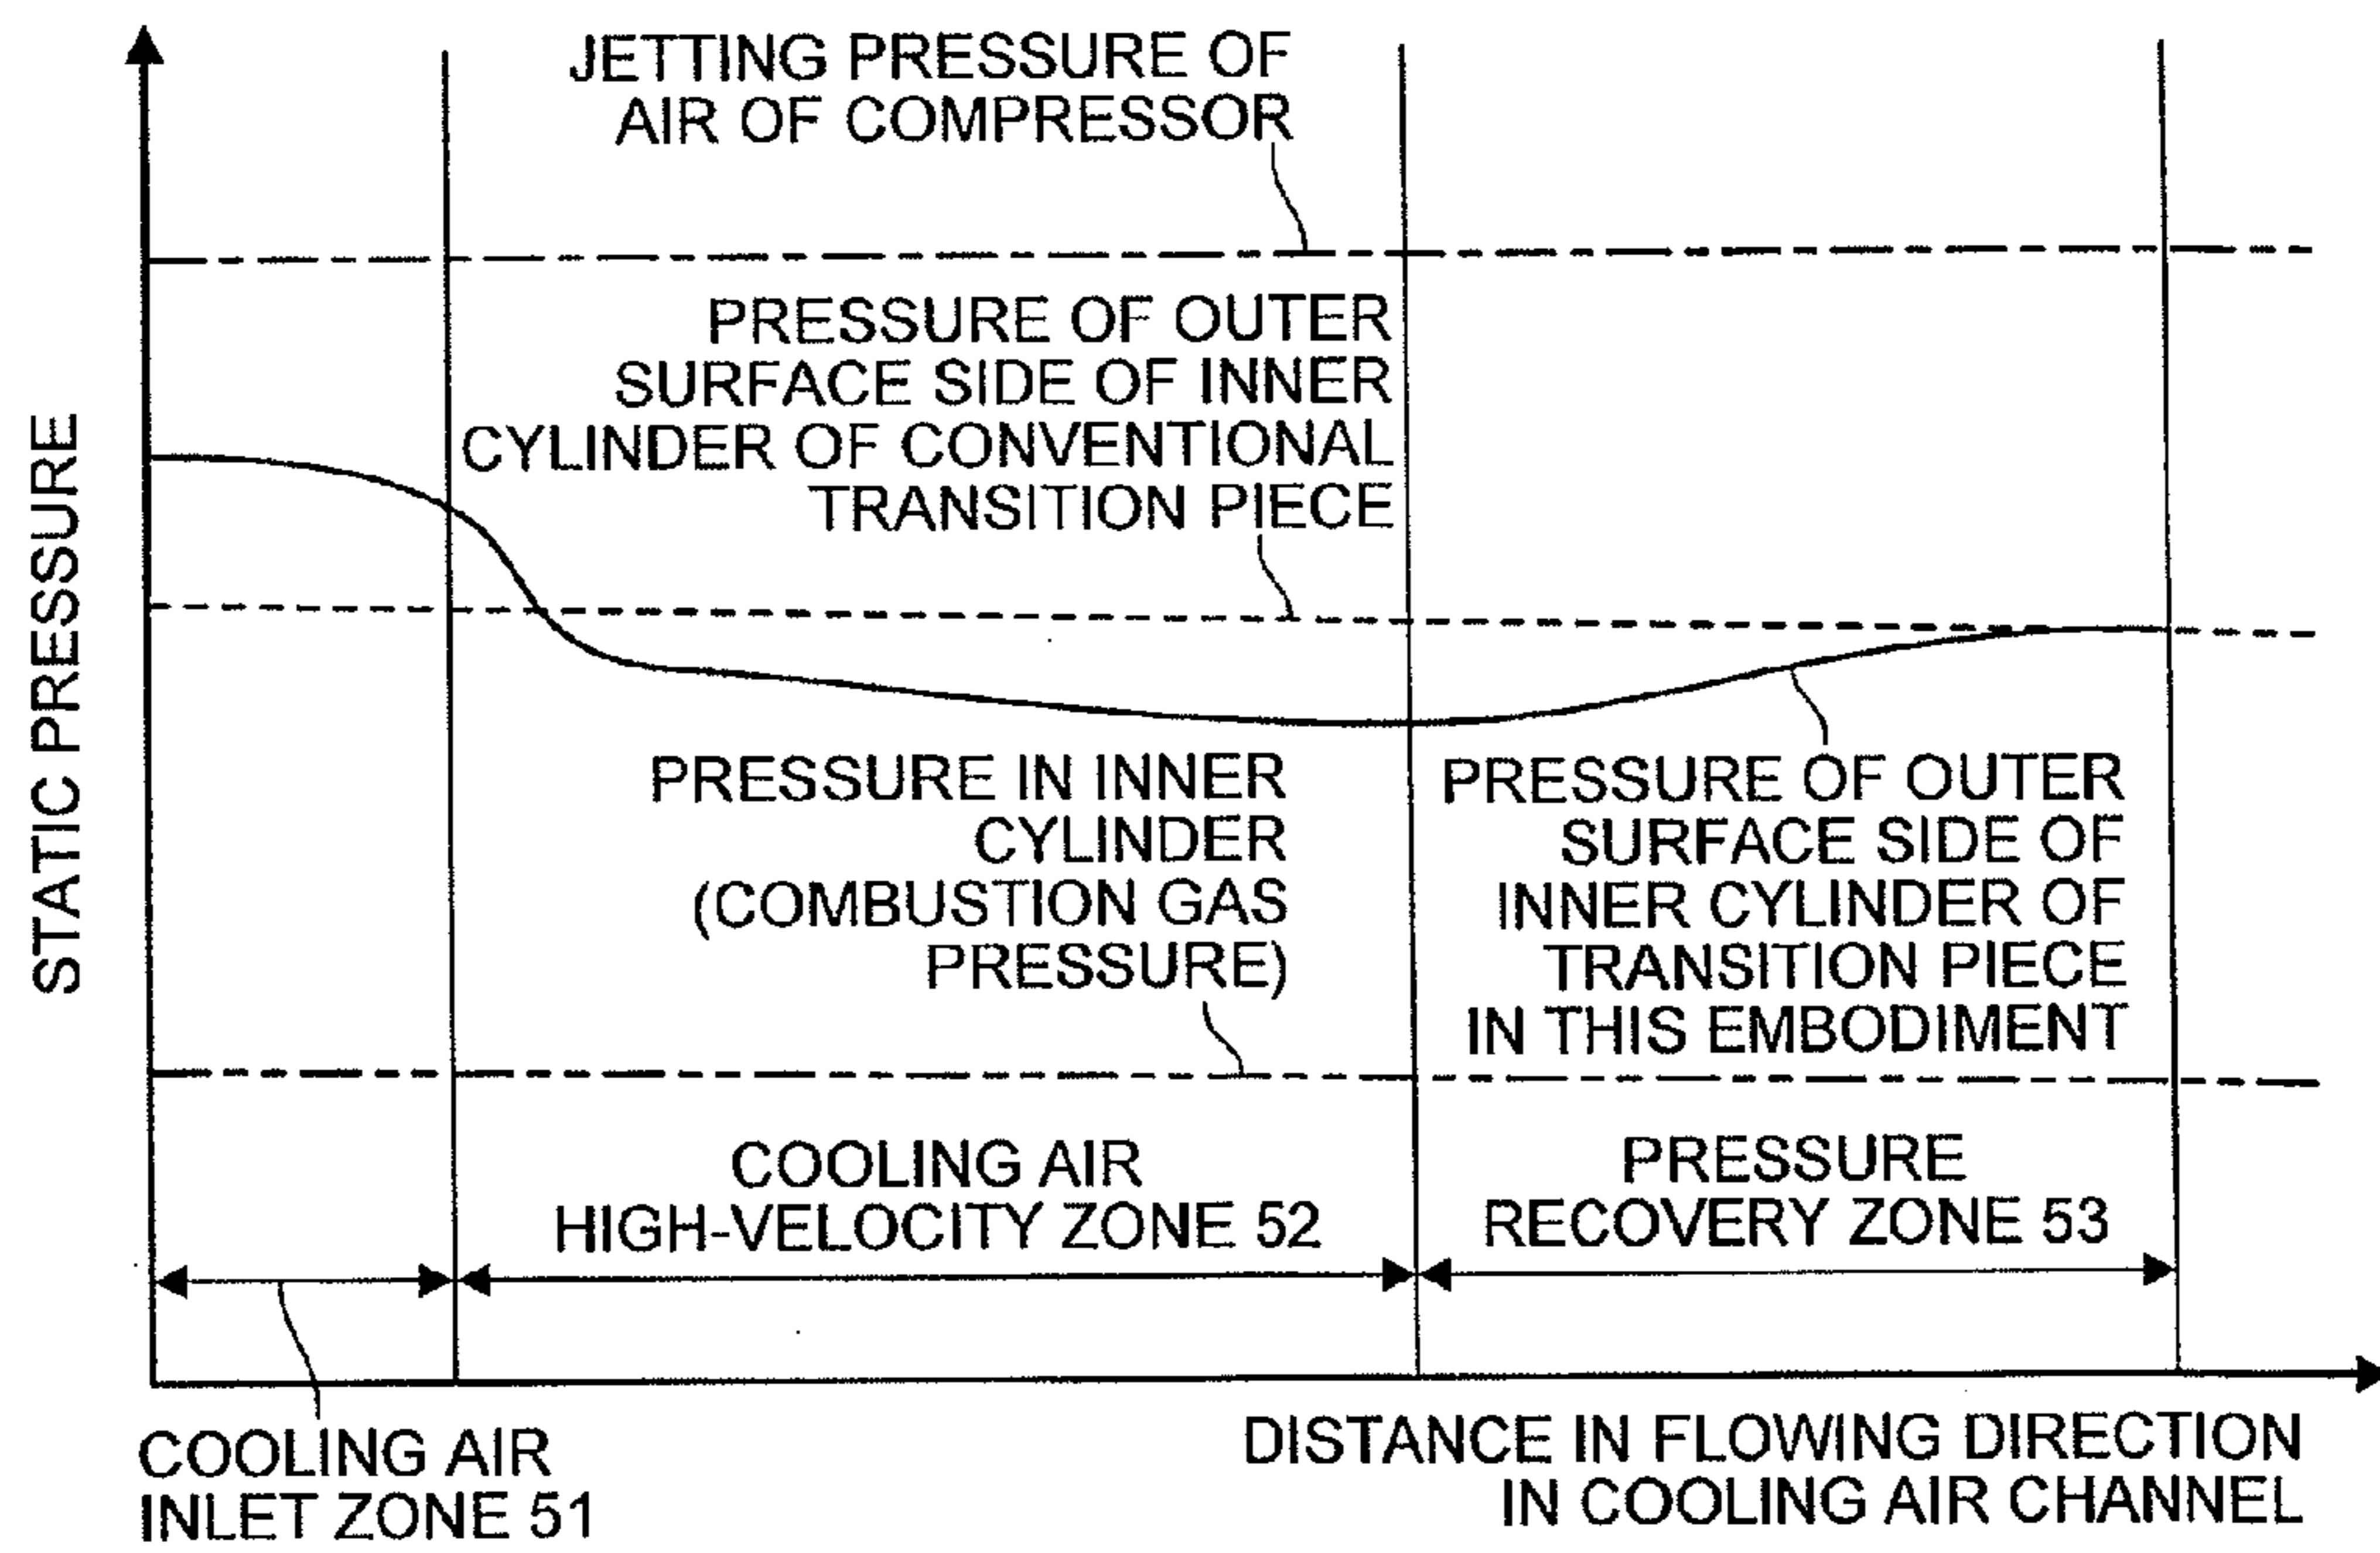 JETTING PRESSURE OF
AIR OF COMPRESSOR
PRESSURE OF OUTER
SURFACE SIDE OF INNER
CYLINDER OF CONVENTIONAL
TRANSITION PIECE
STATIC PRESSURE
PRESSURE IN INNER
CYLINDER
(COMBUSTION GAS
PRESSURE)
PRESSURE OF OUTER
SURFACE SIDE OF
INNER CYLINDER OF
TRANSITION PIECE
IN THIS EMBODIMENT
COOLING AIR
HIGH-VELOCITY ZONE 52
PRESSURE
RECOVERY ZONE 53
COOLING AIR
INLET ZONE 51
DISTANCE IN FLOWING DIRECTION
IN COOLING AIR CHANNEL